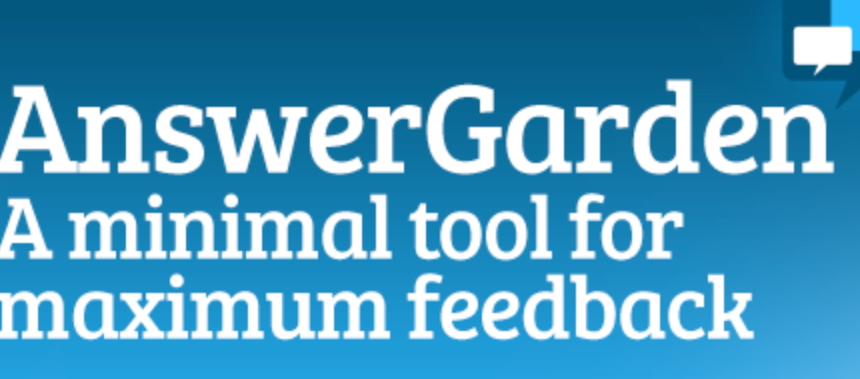 AnswerGarden
A minimal tool for
maximum feedback